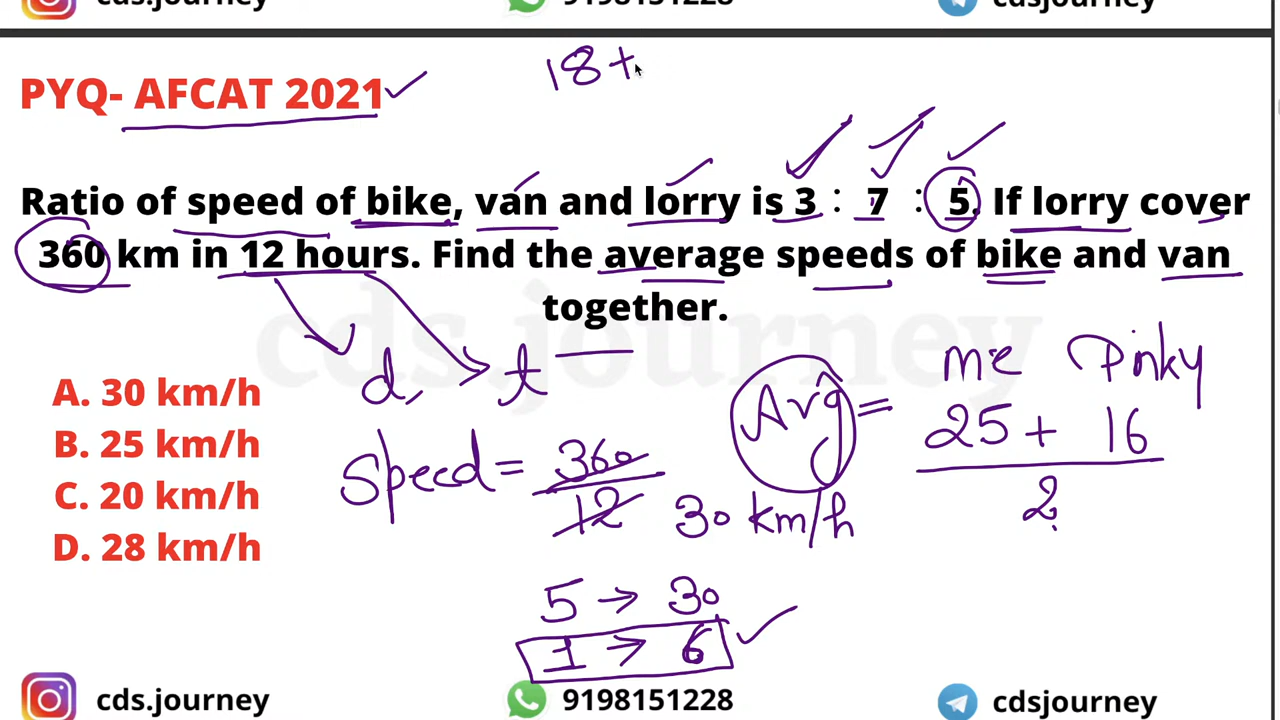 cds.journey 9198151228 cdsjourney
18+
PYQ- AFCAT 2021
Ratio of speed of bike, van and lorry is 3 : 7 : 5. If lorry cover
360 km in 12 hours. Find the average speeds of bike and van
together.
cds.journey
d, t
A. 30 km/h
B. 25 km/h
C. 20 km/h
D. 28 km/h
Speed = 360/12 30 km/h
me Pinky
Avg = 25 + 16
2
5 → 30
1 → 6
cds.journey 9198151228 cdsjourney